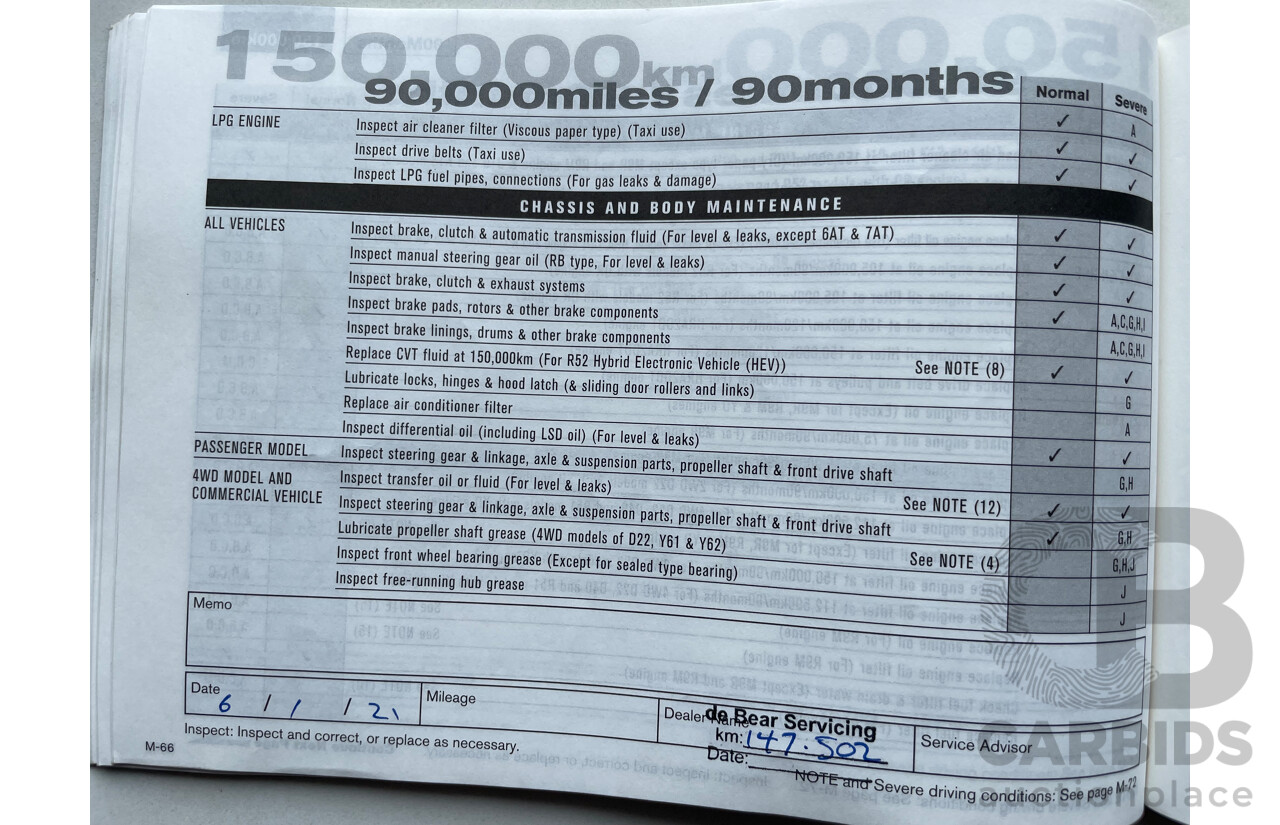 150,000km
90,000miles / 90months
Normal Severe
LPG ENGINE Inspect air cleaner filter (Viscous paper type) (Taxi use) ✓ A
Inspect drive belts (Taxi use) ✓ ✓
Inspect LPG fuel pipes, connections (For gas leaks & damage) ✓ ✓
CHASSIS AND BODY MAINTENANCE
ALL VEHICLES Inspect brake, clutch & automatic transmission fluid (For level & leaks, except 6AT & 7AT) ✓ ✓
Inspect manual steering gear oil (RB type, For level & leaks) ✓ ✓
Inspect brake, clutch & exhaust systems ✓ ✓
Inspect brake pads, rotors & other brake components ✓ A,C,G,H,I
Inspect brake linings, drums & other brake components A,C,G,H,I
Replace CVT fluid at 150,000km (For R52 Hybrid Electronic Vehicle (HEV)) See NOTE (8) ✓ ✓
Lubricate locks, hinges & hood latch (& sliding door rollers and links) G
Replace air conditioner filter A
Inspect differential oil (including LSD oil) (For level & leaks) ✓ ✓
PASSENGER MODEL Inspect steering gear & linkage, axle & suspension parts, propeller shaft & front drive shaft G,H
4WD MODEL AND
COMMERCIAL VEHICLE
Inspect transfer oil or fluid (For level & leaks) See NOTE (12) ✓ ✓
Inspect steering gear & linkage, axle & suspension parts, propeller shaft & front drive shaft ✓ G,H
Lubricate propeller shaft grease (4WD models of D22, Y61 & Y62) See NOTE (4) G,H,J
Inspect front wheel bearing grease (Except for sealed type bearing) J
Inspect free-running hub grease J
Memo
Date 6 / 1 / 21
Mileage
Dealer Name
de Bear Servicing
km: 147.502
Date:
Service Advisor
Inspect: Inspect and correct, or replace as necessary.
NOTE and Severe driving conditions: See page M-72
M-66
CARBIDS
auctionplace